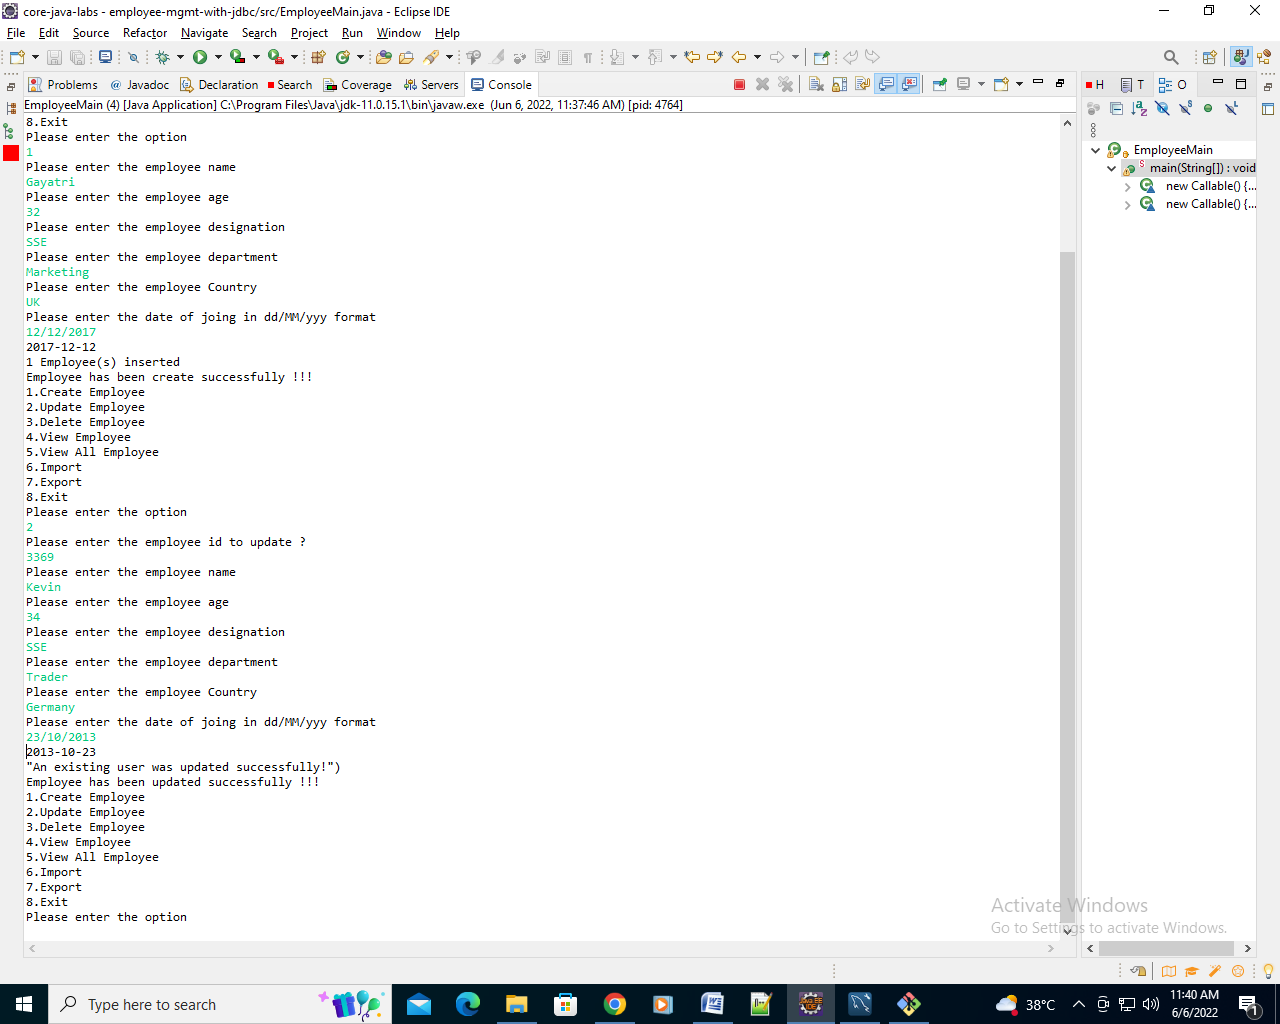 core-java-labs - employee-mgmt-with-jdbc/src/EmployeeMain.java - Eclipse IDE
File Edit Source Refactor Navigate Search Project Run Window Help
Problems Javadoc Declaration Search Coverage Servers Console
H T O
EmployeeMain (4) [Java Application] C:\Program Files\Java\jdk-11.0.15.1\bin\javaw.exe (Jun 6, 2022, 11:37:46 AM) [pid: 4764]
8.Exit
Please enter the option
1
Please enter the employee name
Gayatri
Please enter the employee age
32
Please enter the employee designation
SSE
Please enter the employee department
Marketing
Please enter the employee Country
UK
Please enter the date of joing in dd/MM/yyy format
12/12/2017
2017-12-12
1 Employee(s) inserted
Employee has been create successfully !!!
1.Create Employee
2.Update Employee
3.Delete Employee
4.View Employee
5.View All Employee
6.Import
7.Export
8.Exit
Please enter the option
2
Please enter the employee id to update ?
3369
Please enter the employee name
Kevin
Please enter the employee age
34
Please enter the employee designation
SSE
Please enter the employee department
Trader
Please enter the employee Country
Germany
Please enter the date of joing in dd/MM/yyy format
23/10/2013
2013-10-23
"An existing user was updated successfully!")
Employee has been updated successfully !!!
1.Create Employee
2.Update Employee
3.Delete Employee
4.View Employee
5.View All Employee
6.Import
7.Export
8.Exit
Please enter the option
EmployeeMain
main(String[]) : void
new Callable() {...
new Callable() {...
Activate Windows
Go to Settings to activate Windows.
Type here to search
38°C
11:40 AM
6/6/2022
1